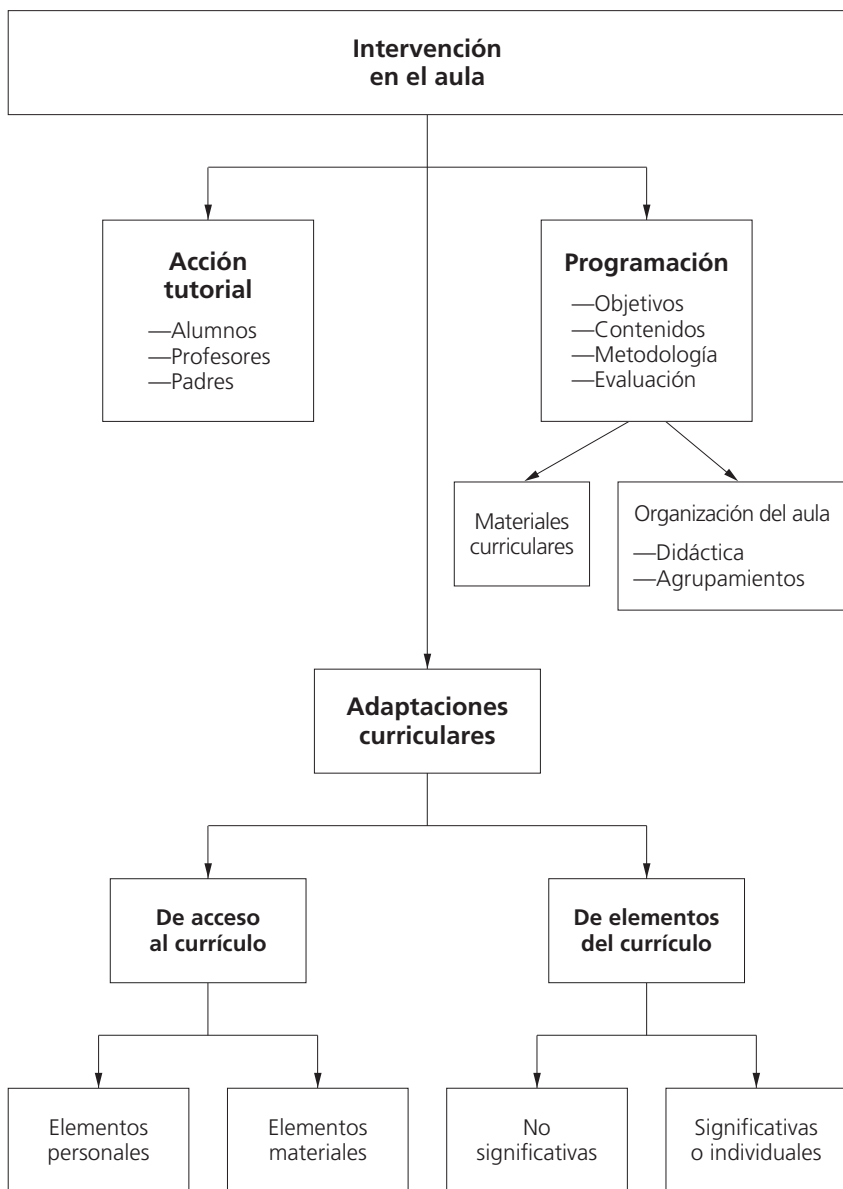 Intervención
en el aula
Acción
tutorial
—Alumnos
—Profesores
—Padres
Programación
—Objetivos
—Contenidos
—Metodología
—Evaluación
Materiales
curriculares
Organización del aula
—Didáctica
—Agrupamientos
Adaptaciones
curriculares
De acceso
al currículo
De elementos
del currículo
Elementos
personales
Elementos
materiales
No
significativas
Significativas
o individuales